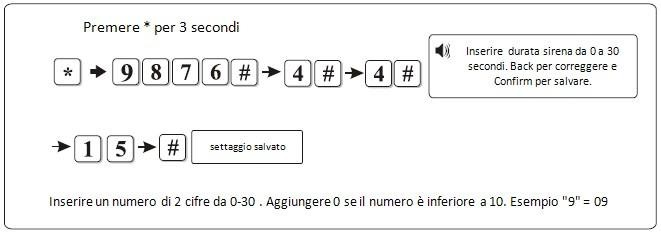 Premere * per 3 secondi
* → 9 8 7 6 # → 4 # → 4 #
Inserire durata sirena da 0 a 30
secondi. Back per correggere e
Confirm per salvare.
→ 1 5 → #
settaggio salvato
Inserire un numero di 2 cifre da 0-30 . Aggiungere 0 se il numero è inferiore a 10. Esempio "9" = 09